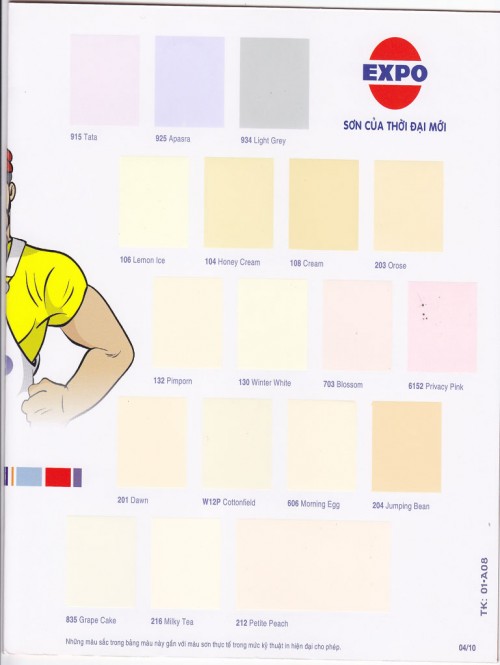 EXPO
SƠN CỦA THỜI ĐẠI MỚI
915 Tata
925 Apasra
934 Light Grey
106 Lemon Ice
104 Honey Cream
108 Cream
203 Orose
132 Pimporn
130 Winter White
703 Blossom
6152 Privacy Pink
201 Dawn
W12P Cottonfield
606 Morning Egg
204 Jumping Bean
835 Grape Cake
216 Milky Tea
212 Petite Peach
TK: 01-A08
Những màu sắc trong bảng màu này gần với màu sơn thực tế trong mức kỹ thuật in hiện đại cho phép.
04/10